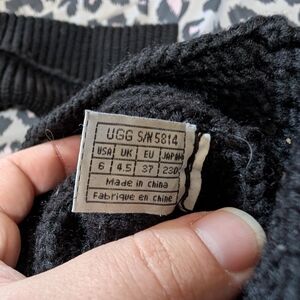 UGG S/N 5814
USA UK EU JAPAN
6 4.5 37 230
Made in China
Fabriqué en chine